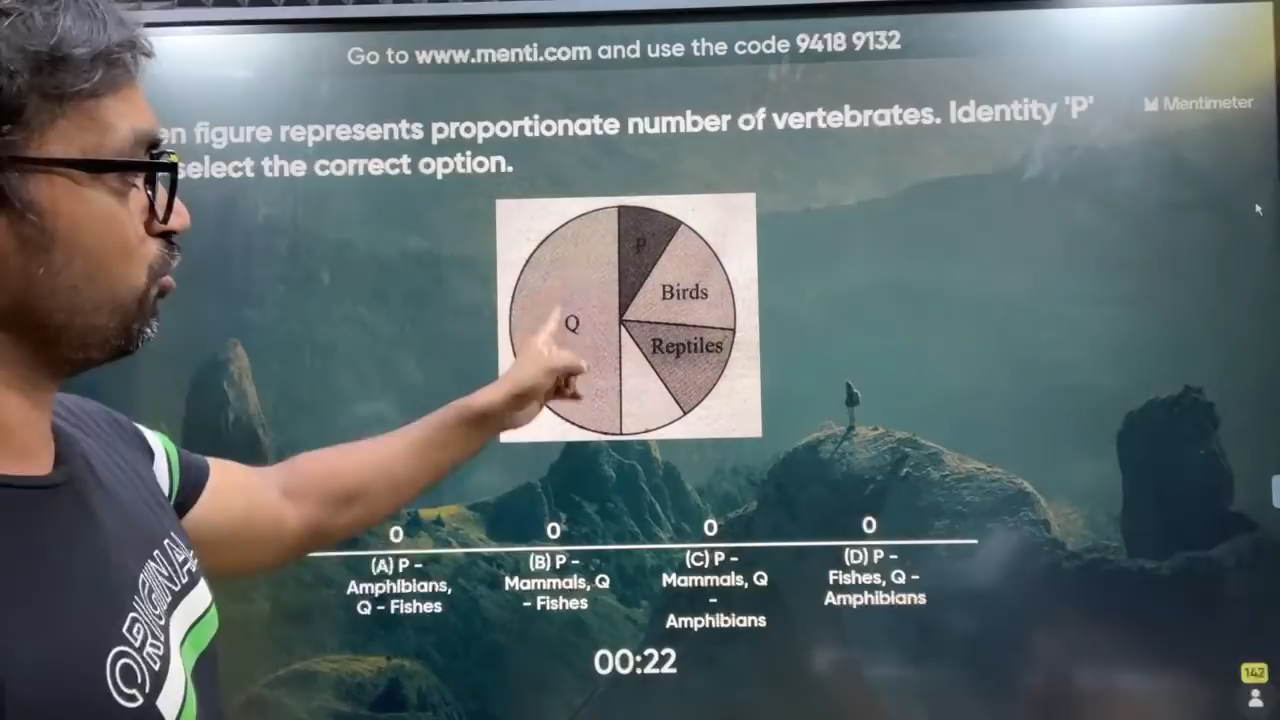 Go to www.menti.com and use the code 9418 9132
Mentimeter
en figure represents proportionate number of vertebrates. Identity 'P'
select the correct option.
P
Birds
Q
Reptiles
0
0
0
0
(A) P -
Amphibians,
Q - Fishes
(B) P -
Mammals, Q
- Fishes
(C) P -
Mammals, Q
-
Amphibians
(D) P -
Fishes, Q -
Amphibians
00:22
ORIGINAL
142